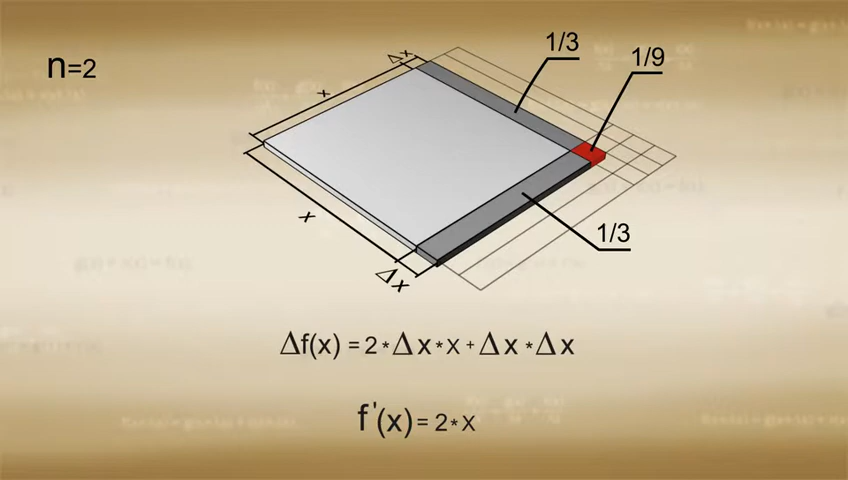 n=2
Δx
x
1/3
1/9
x
Δx
1/3
Δf(x) = 2*Δx*x+Δx*Δx
f'(x)=2*x